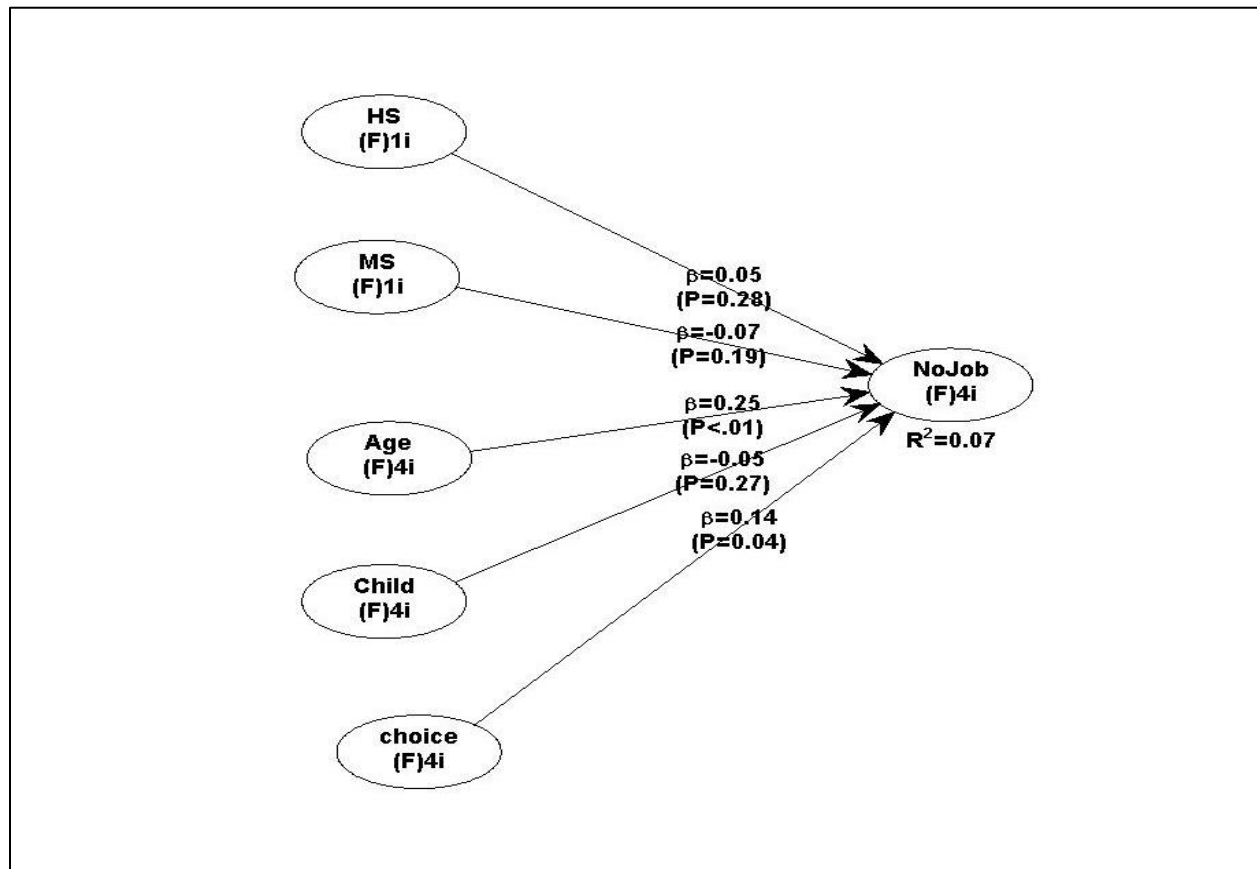 HS
(F)1i
MS
(F)1i
β=0.05
(P=0.28)
β=-0.07
(P=0.19)
NoJob
(F)4i
R²=0.07
β=0.25
(P<.01)
Age
(F)4i
β=-0.05
(P=0.27)
β=0.14
(P=0.04)
Child
(F)4i
choice
(F)4i